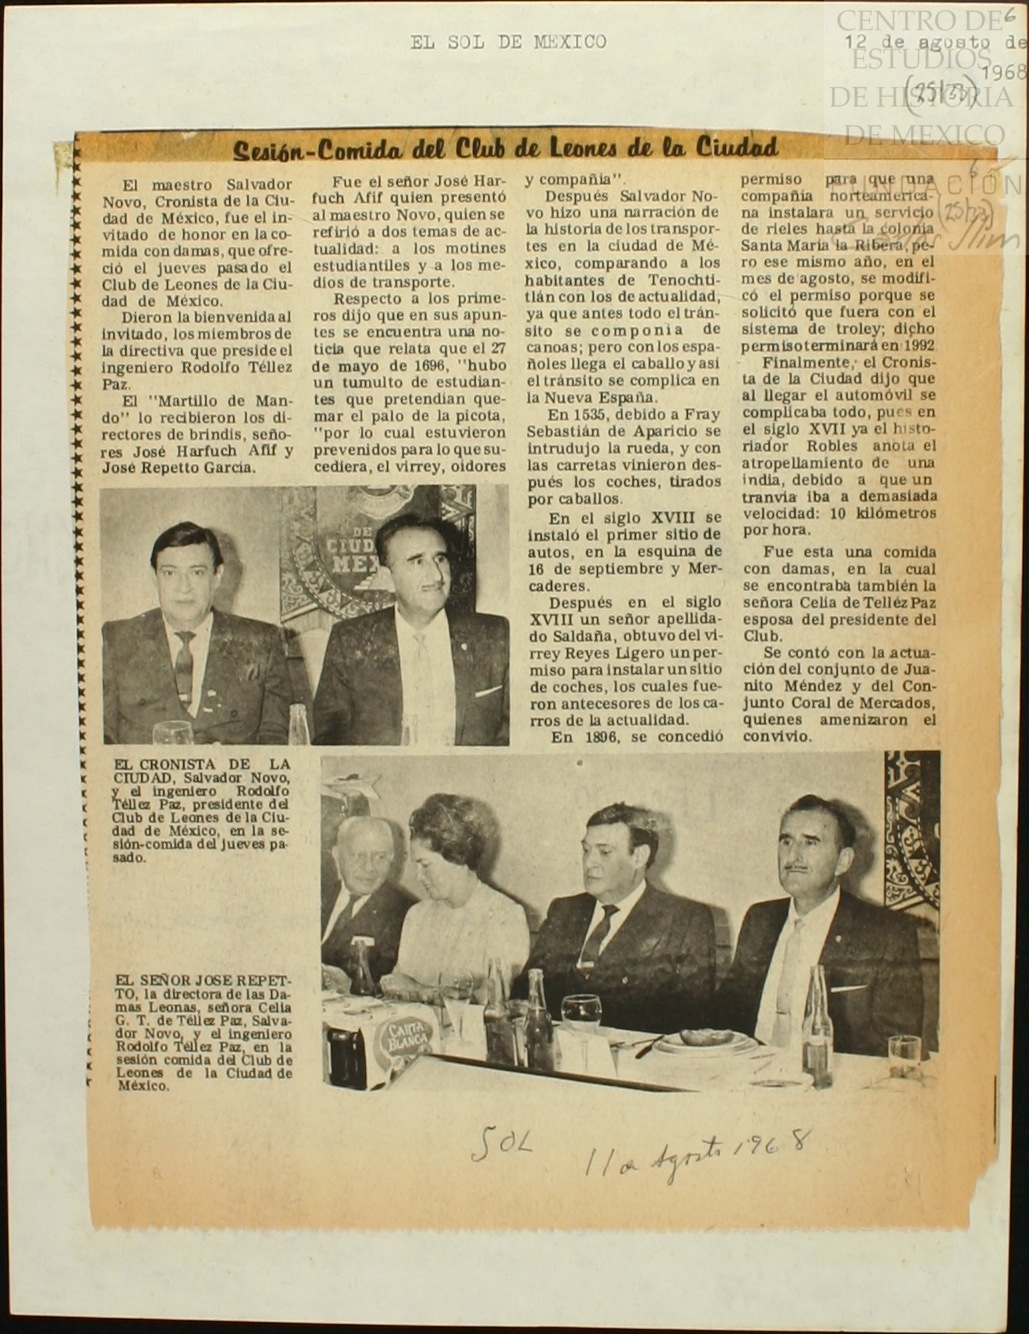 EL SOL DE MEXICO
12 de agosto de
1968
6
(25/33)
CENTRO DE
ESTUDIOS
DE HISTORIA
DE MEXICO
FUNDACIÓN
Slim
Sesión-Comida del Club de Leones de la Ciudad
El maestro Salvador
Novo, Cronista de la Ciu-
dad de México, fue el in-
vitado de honor en la co-
mida con damas, que ofre-
ció el jueves pasado el
Club de Leones de la Ciu-
dad de México.
Dieron la bienvenida al
invitado, los miembros de
la directiva que preside el
ingeniero Rodolfo Téllez
Paz.
El "Martillo de Man-
do" lo recibieron los di-
rectores de brindis, seño-
res José Harfuch Afif y
José Repetto García.
Fue el señor José Har-
fuch Afif quien presentó
al maestro Novo, quien se
refirió a dos temas de ac-
tualidad: a los motines
estudiantiles y a los me-
dios de transporte.
Respecto a los prime-
ros dijo que en sus apun-
tes se encuentra una no-
ticia que relata que el 27
de mayo de 1696, "hubo
un tumulto de estudian-
tes que pretendían que-
mar el palo de la picota,
"por lo cual estuvieron
prevenidos para lo que su-
cediera, el virrey, oidores
y compañía".
Después Salvador No-
vo hizo una narración de
la historia de los transpor-
tes en la ciudad de Mé-
xico, comparando a los
habitantes de Tenochti-
tlán con los de actualidad,
ya que antes todo el trán-
sito se componía de
canoas; pero con los espa-
ñoles llega el caballo y así
el tránsito se complica en
la Nueva España.
En 1535, debido a Fray
Sebastián de Aparicio se
intrudujo la rueda, y con
las carretas vinieron des-
pués los coches, tirados
por caballos.
En el siglo XVIII se
instaló el primer sitio de
autos, en la esquina de
16 de septiembre y Mer-
caderes.
Después en el siglo
XVIII un señor apellida-
do Saldaña, obtuvo del vi-
rrey Reyes Ligero un per-
miso para instalar un sitio
de coches, los cuales fue-
ron antecesores de los ca-
rros de la actualidad.
En 1896, se concedió
permiso para que una
compañía norteamerica-
na instalara un servicio
de rieles hasta la colonia
Santa María la Ribera, pe-
ro ese mismo año, en el
mes de agosto, se modifi-
có el permiso porque se
solicitó que fuera con el
sistema de troley; dicho
permiso terminará en 1992
Finalmente, el Cronis-
ta de la Ciudad dijo que
al llegar el automóvil se
complicaba todo, pues en
el siglo XVII ya el histo-
riador Robles anota el
atropellamiento de una
india, debido a que un
tranvía iba a demasiada
velocidad: 10 kilómetros
por hora.
Fue esta una comida
con damas, en la cual
se encontraba también la
señora Celia de Telléz Paz
esposa del presidente del
Club.
Se contó con la actua-
ción del conjunto de Jua-
nito Méndez y del Con-
junto Coral de Mercados,
quienes amenizaron el
convivio.
DE
CIUD
MEX
EL CRONISTA DE LA
CIUDAD, Salvador Novo,
y el ingeniero Rodolfo
Téllez Paz, presidente del
Club de Leones de la Ciu-
dad de México, en la se-
sión-comida del jueves pa-
sado.
EL SEÑOR JOSE REPET-
TO, la directora de las Da-
mas Leonas, señora Celia
G. T. de Téllez Paz, Salva-
dor Novo, y el ingeniero
Rodolfo Téllez Paz, en la
sesión comida del Club de
Leones de la Ciudad de
México.
CARTA
BLANCA
SOL
11 de Agosto 1968